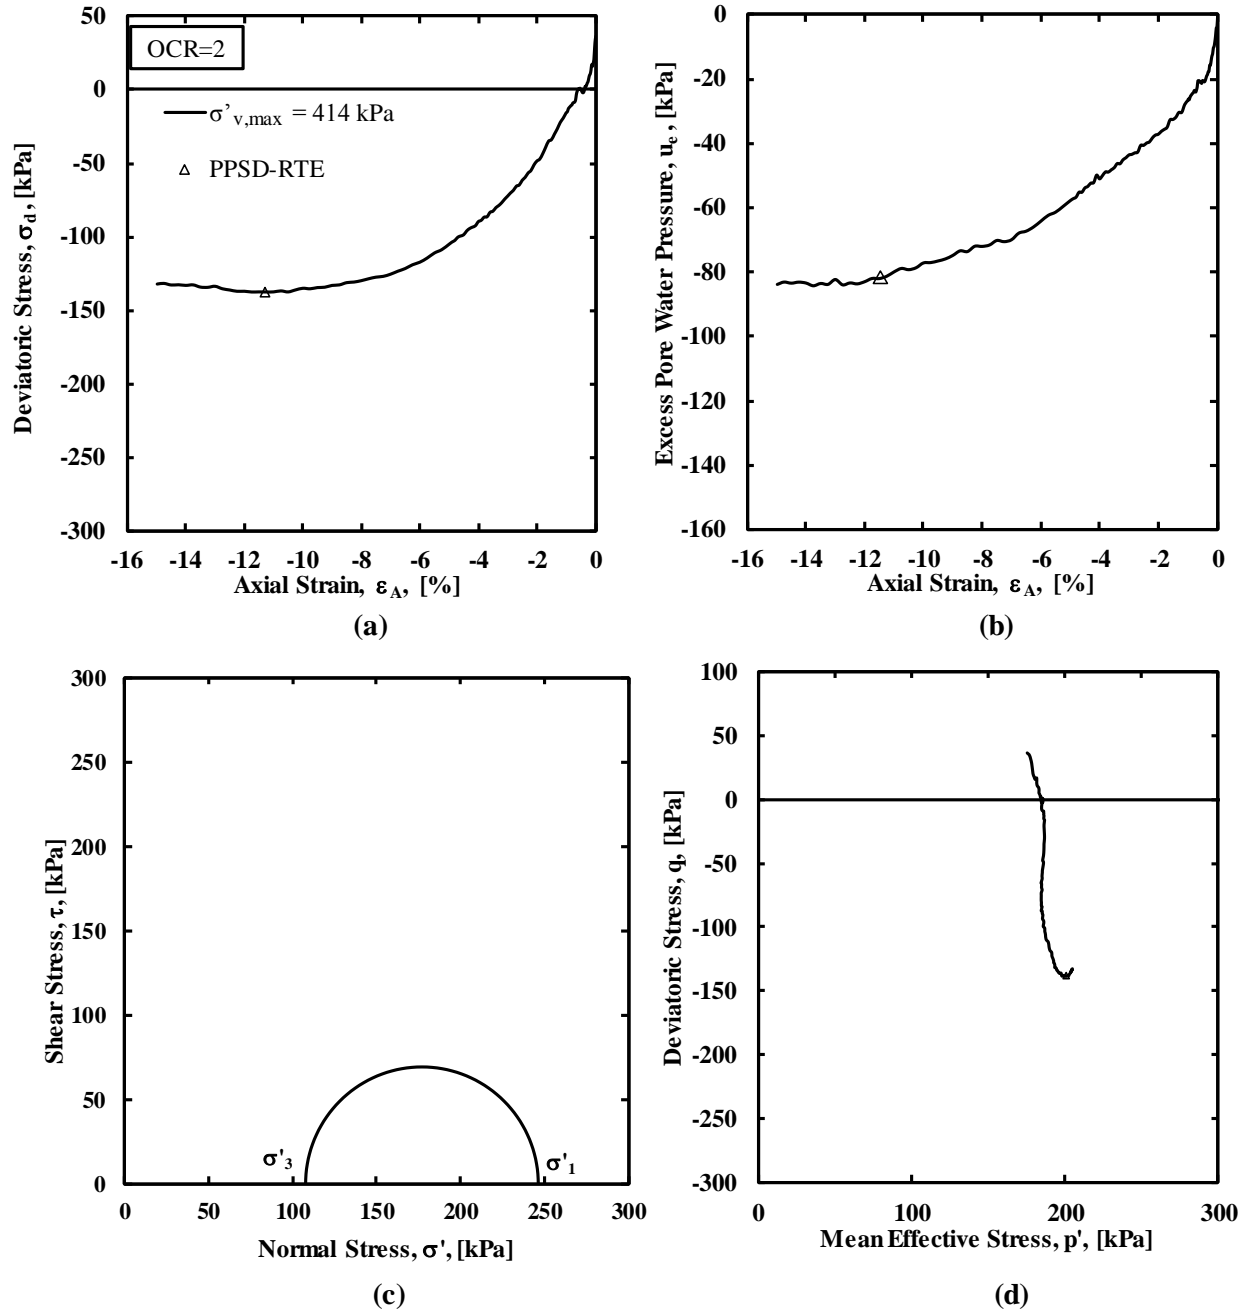 50
0
-50
-100
-150
-200
-250
-300
Deviatoric Stress, σd, [kPa]
OCR=2
σ'v,max = 414 kPa
PPSD-RTE
-16 -14 -12 -10 -8 -6 -4 -2 0
Axial Strain, εA, [%]
(a)
0
-20
-40
-60
-80
-100
-120
-140
-160
Excess Pore Water Pressure, ue, [kPa]
-16 -14 -12 -10 -8 -6 -4 -2 0
Axial Strain, εA, [%]
(b)
300
250
200
150
100
50
0
Shear Stress, τ, [kPa]
σ'3
σ'1
0 50 100 150 200 250 300
Normal Stress, σ', [kPa]
(c)
100
50
0
-50
-100
-150
-200
-250
-300
Deviatoric Stress, q, [kPa]
0 100 200 300
Mean Effective Stress, p', [kPa]
(d)